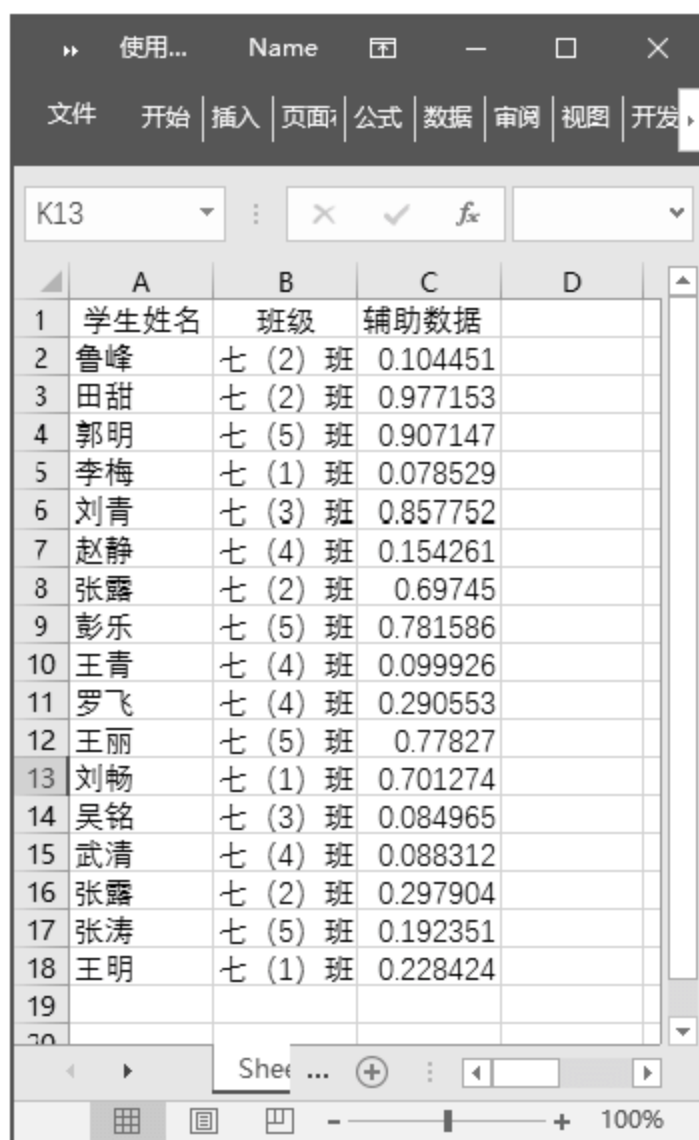 使用... Name
文件 开始 插入 页面 公式 数据 审阅 视图 开发
K13 fx
A B C D
1 学生姓名 班级 辅助数据
2 鲁峰 七（2）班 0.104451
3 田甜 七（2）班 0.977153
4 郭明 七（5）班 0.907147
5 李梅 七（1）班 0.078529
6 刘青 七（3）班 0.857752
7 赵静 七（4）班 0.154261
8 张露 七（2）班 0.69745
9 彭乐 七（5）班 0.781586
10 王青 七（4）班 0.099926
11 罗飞 七（4）班 0.290553
12 王丽 七（5）班 0.77827
13 刘畅 七（1）班 0.701274
14 吴铭 七（3）班 0.084965
15 武清 七（4）班 0.088312
16 张露 七（2）班 0.297904
17 张涛 七（5）班 0.192351
18 王明 七（1）班 0.228424
19
20
Shee ...
100%